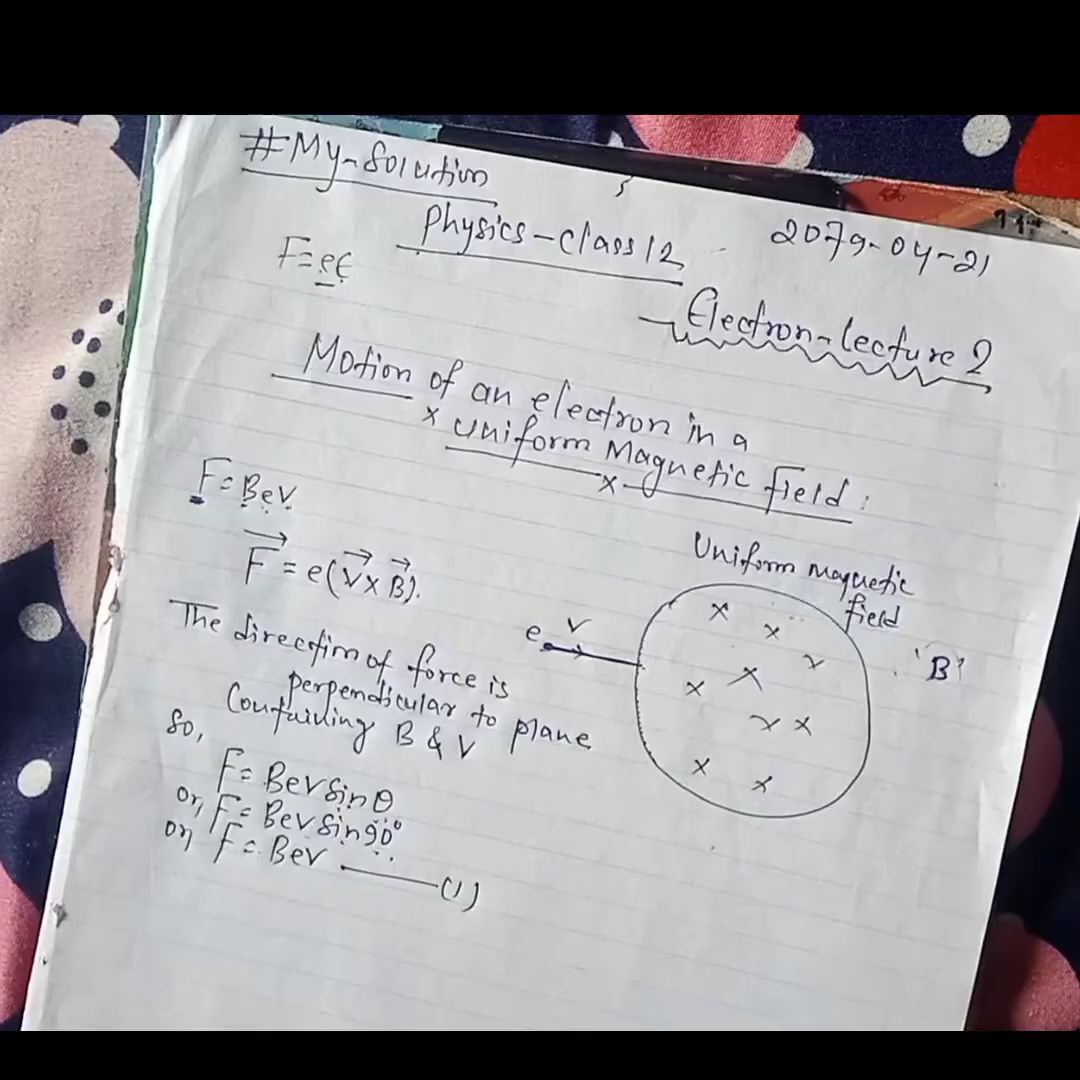 #My-Solution
Physics-Class 12
2079-04-21
F=eE
Electron-lecture 2
Motion of an electron in a
uniform Magnetic field:
F=BeV
F = e(V×B).
Uniform magnetic
field
e V
'B'
The direction of force is
perpendicular to plane
Containing B & V
So,
F= BeV sinθ
or, F= BeV sin90°
or, F= BeV ——(1)